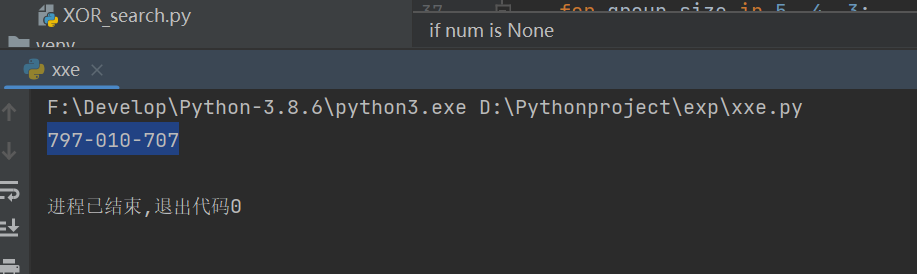 XOR_search.py
37 for group_size in 5, 4, 3:
venv
if num is None
xxe ×
F:\Develop\Python-3.8.6\python3.exe D:\Pythonproject\exp\xxe.py
797-010-707
进程已结束,退出代码0